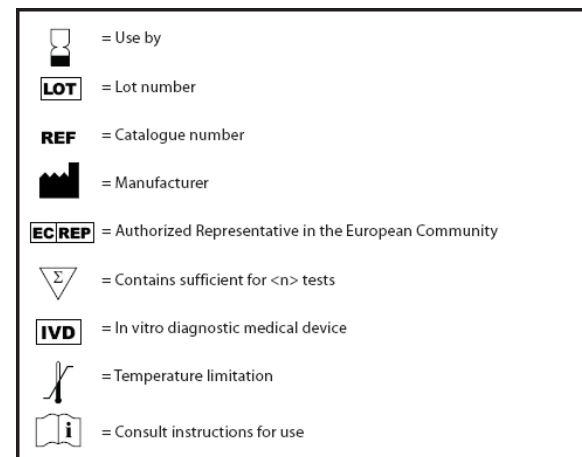 = Use by
LOT = Lot number
REF = Catalogue number
= Manufacturer
EC REP = Authorized Representative in the European Community
Σ = Contains sufficient for <n> tests
IVD = In vitro diagnostic medical device
= Temperature limitation
i = Consult instructions for use